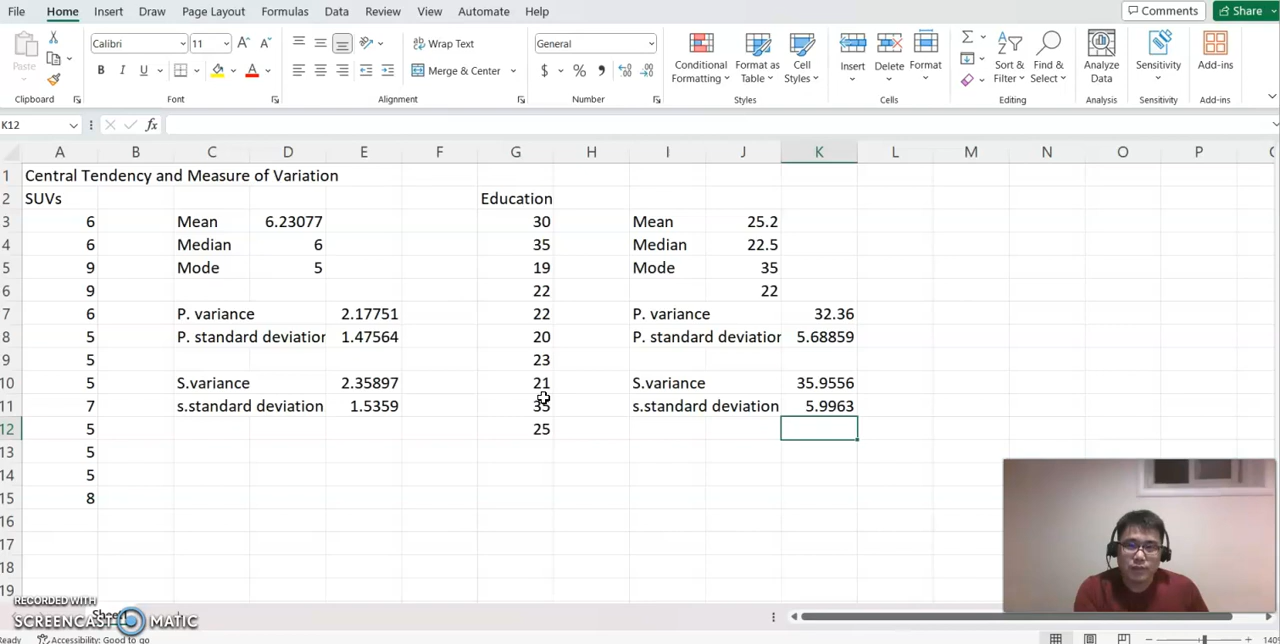 File Home Insert Draw Page Layout Formulas Data Review View Automate Help Comments Share
Calibri 11 Wrap Text General
Paste B I U Merge & Center $ % Conditional Formatting Format as Table Cell Styles Insert Delete Format Sort & Filter Find & Select Analyze Data Sensitivity Add-ins
Clipboard Font Alignment Number Styles Cells Editing Analysis Sensitivity Add-ins
K12 fx
A B C D E F G H I J K L M N O P
1 Central Tendency and Measure of Variation
2 SUVs Education
3 6 Mean 6.23077 30 Mean 25.2
4 6 Median 6 35 Median 22.5
5 9 Mode 5 19 Mode 35
6 9 22 22
7 6 P. variance 2.17751 22 P. variance 32.36
8 5 P. standard deviation 1.47564 20 P. standard deviation 5.68859
9 5 23
10 5 S.variance 2.35897 21 S.variance 35.9556
11 7 s.standard deviation 1.5359 35 s.standard deviation 5.9963
12 5 25
13 5
14 5
15 8
16
17
18
19
RECORDED WITH
SCREENCAST MATIC
Ready Accessibility: Good to go